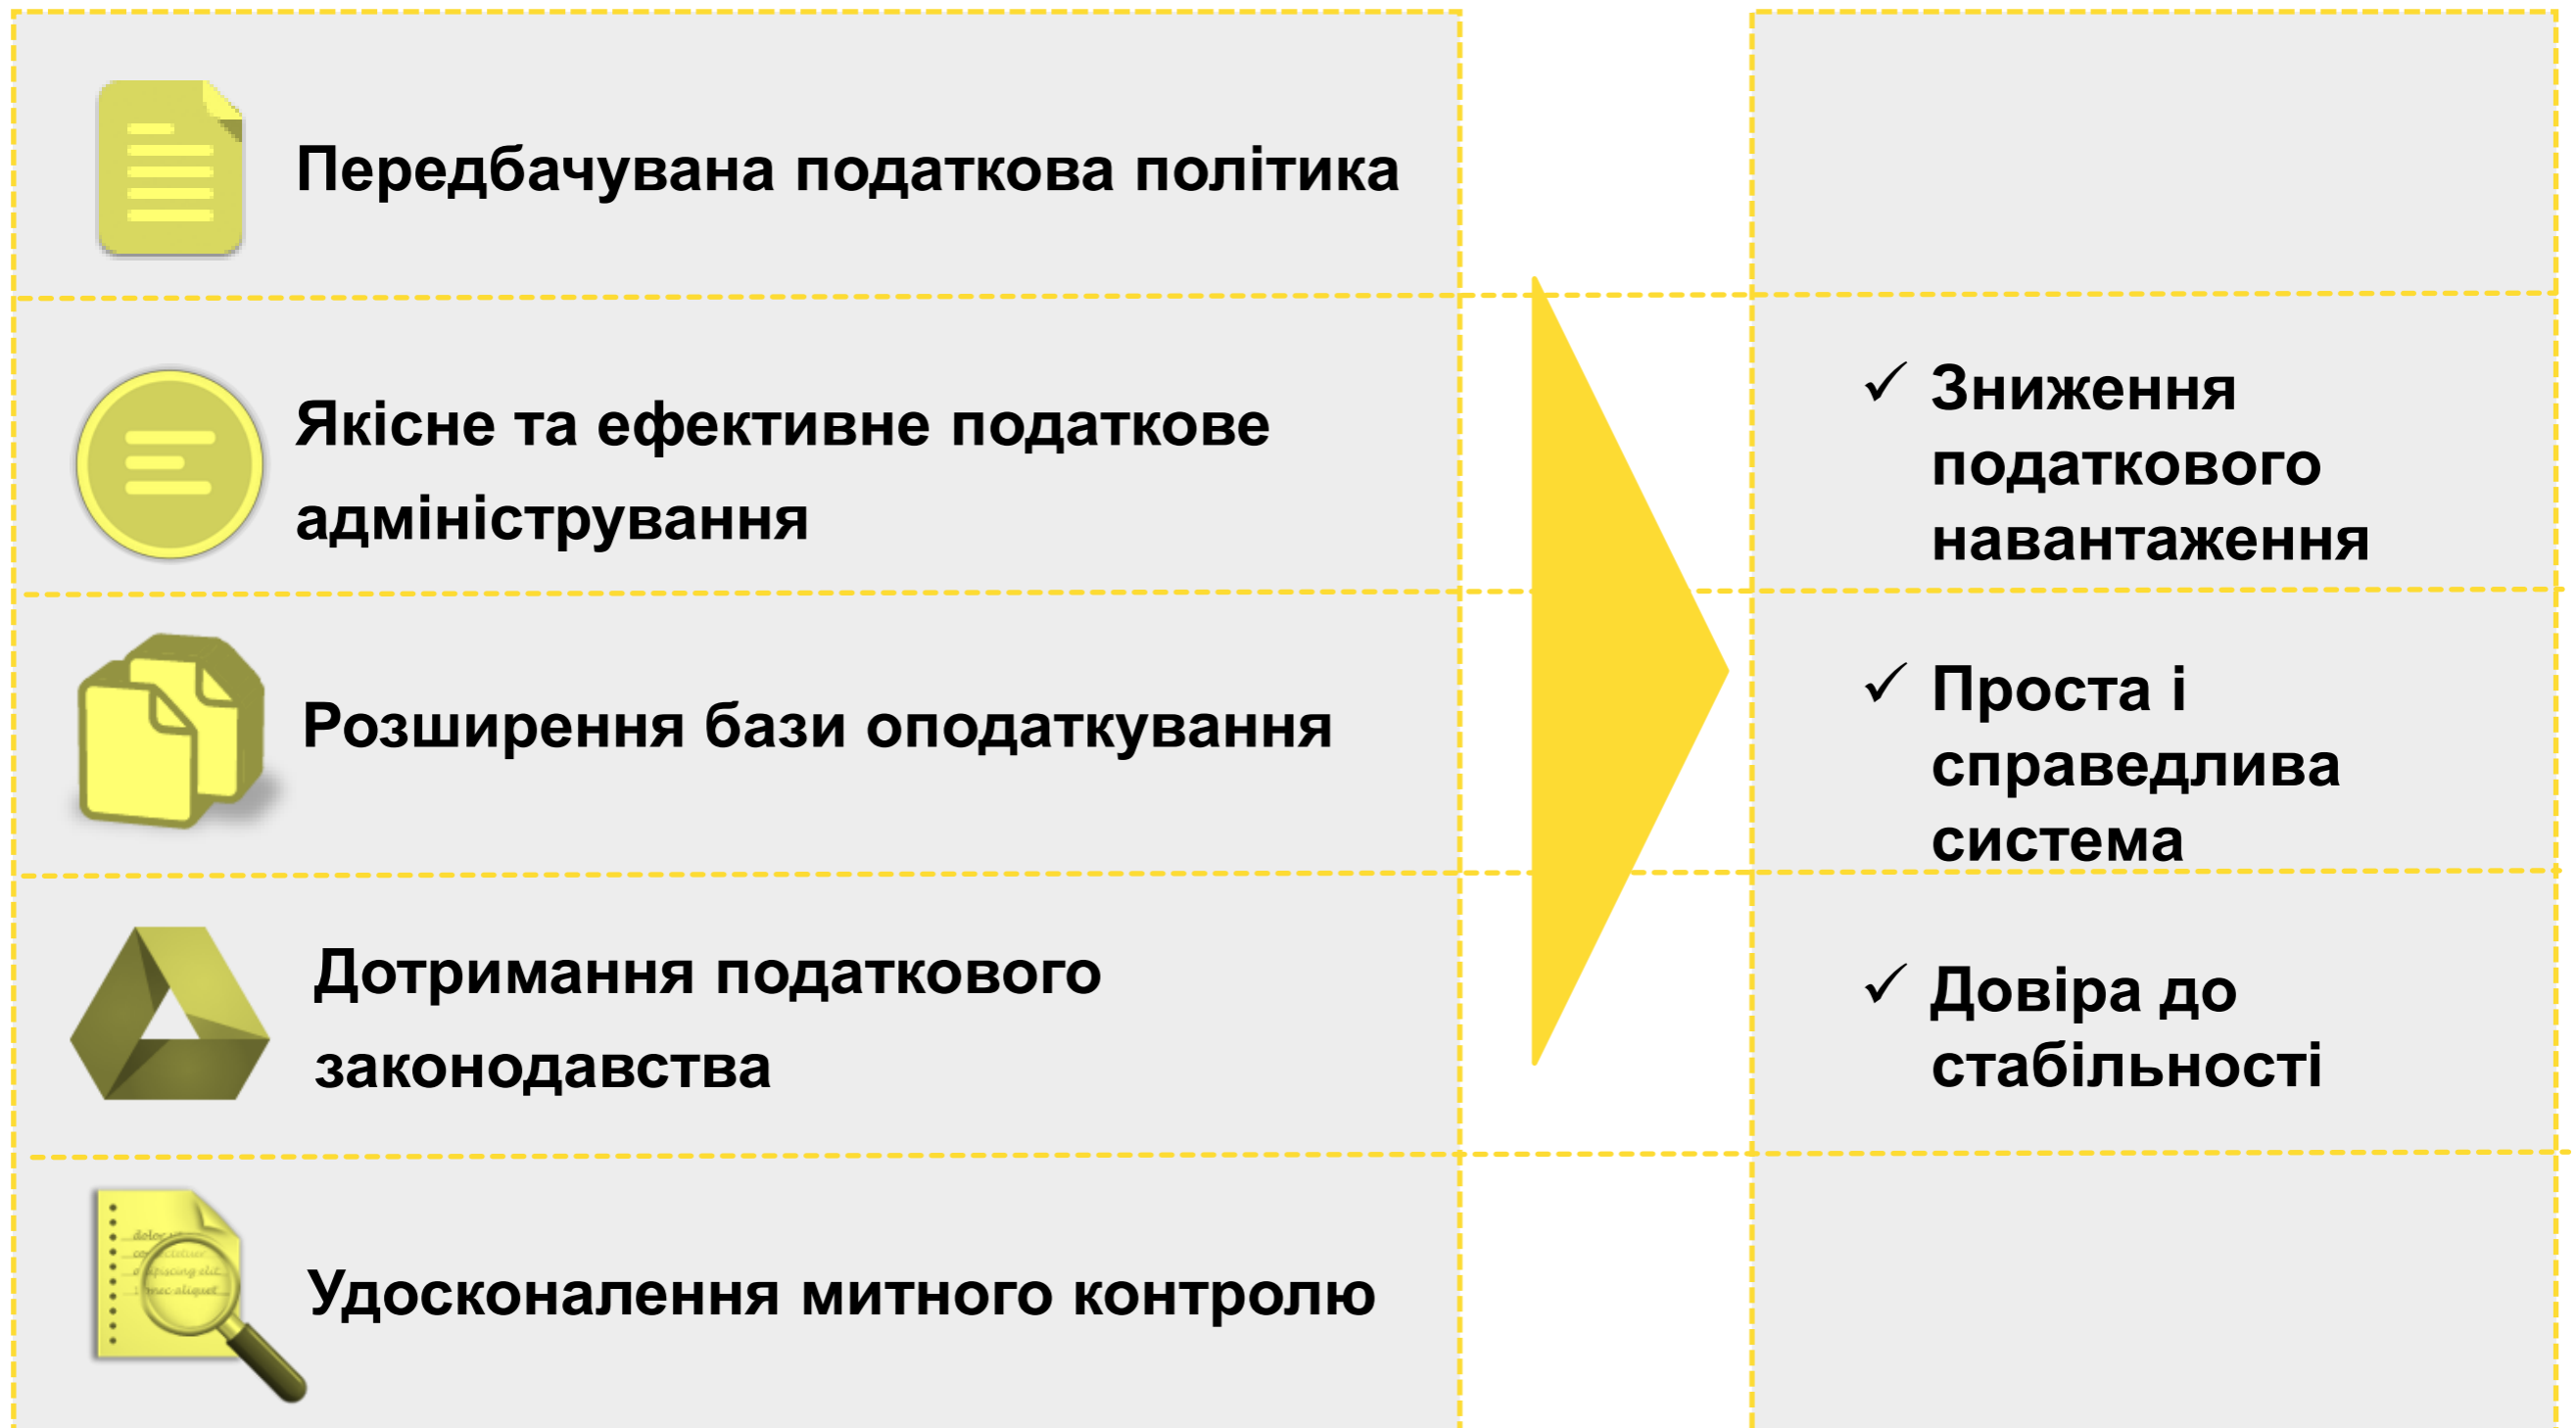 Передбачувана податкова політика
Якісне та ефективне податкове
адміністрування
Розширення бази оподаткування
Дотримання податкового
законодавства
Удосконалення митного контролю
✓ Зниження
податкового
навантаження
✓ Проста і
справедлива
система
✓ Довіра до
стабільності